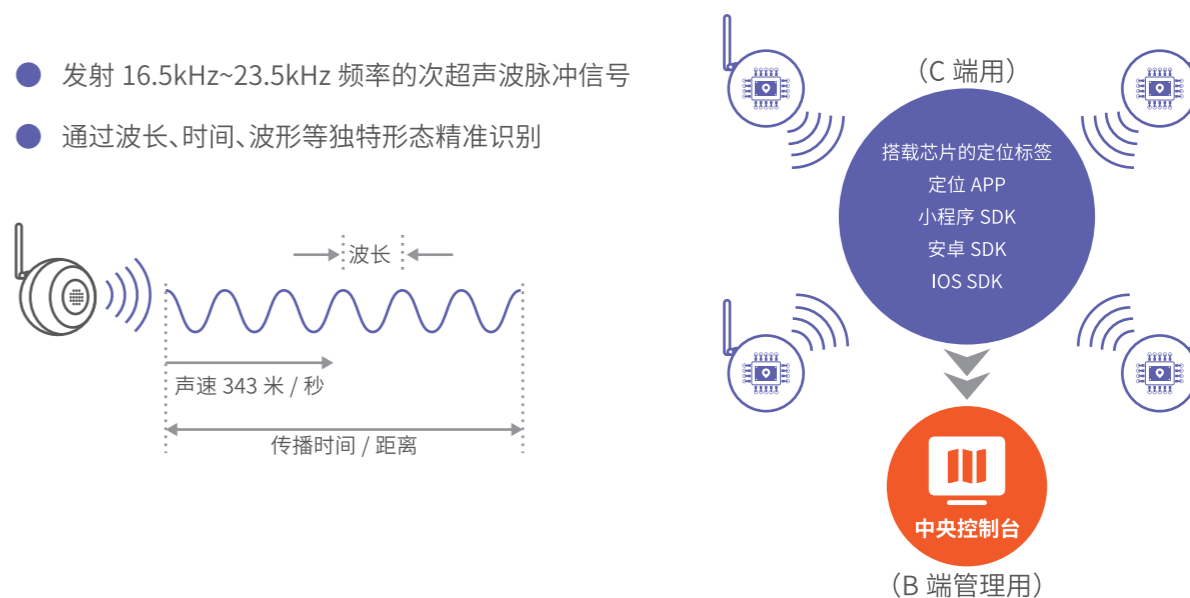 发射 16.5kHz~23.5kHz 频率的次超声波脉冲信号
通过波长、时间、波形等独特形态精准识别
波长
声速 343 米 / 秒
传播时间 / 距离
（C 端用）
搭载芯片的定位标签
定位 APP
小程序 SDK
安卓 SDK
IOS SDK
中央控制台
（B 端管理用）